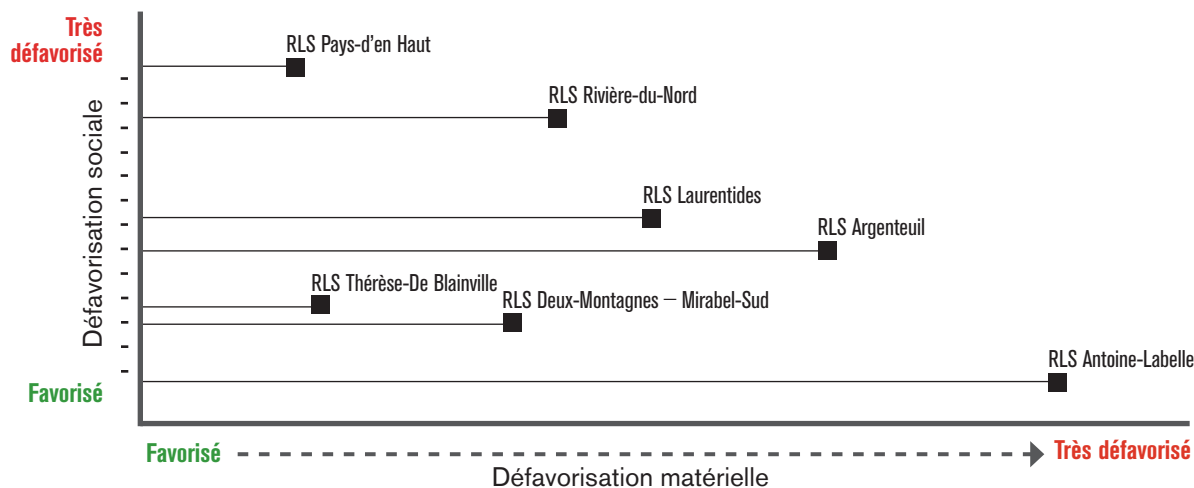 Très
défavorisé
RLS Pays-d'en Haut
RLS Rivière-du-Nord
Défavorisation sociale
RLS Laurentides
RLS Argenteuil
RLS Thérèse-De Blainville
RLS Deux-Montagnes – Mirabel-Sud
RLS Antoine-Labelle
Favorisé
Favorisé
Très défavorisé
Défavorisation matérielle